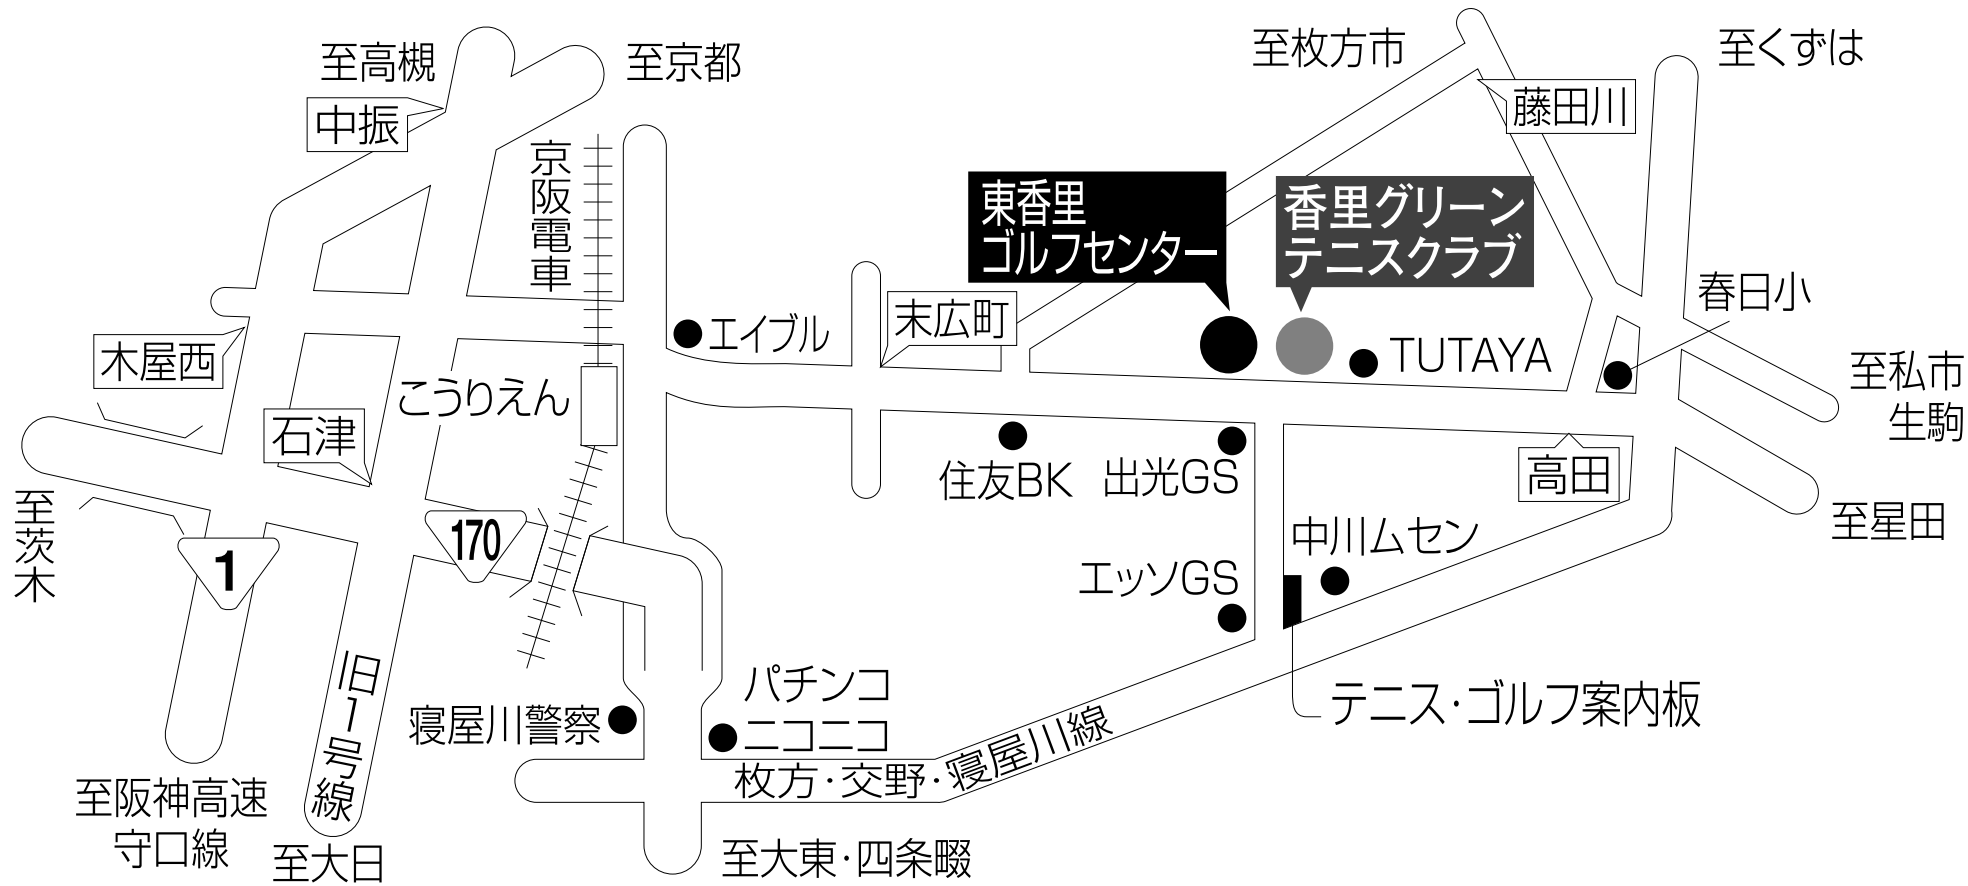 至高槻
至京都
至枚方市
至くずは
中振
藤田川
京阪電車
東香里
ゴルフセンター
香里グリーン
テニスクラブ
春日小
エイブル
末広町
TUTAYA
木屋西
こうりえん
至私市
生駒
石津
住友BK
出光GS
高田
至茨木
170
1
中川ムセン
至星田
エッソGS
旧1号線
寝屋川警察
パチンコ
ニコニコ
テニス・ゴルフ案内板
枚方・交野・寝屋川線
至阪神高速
守口線
至大日
至大東・四条畷